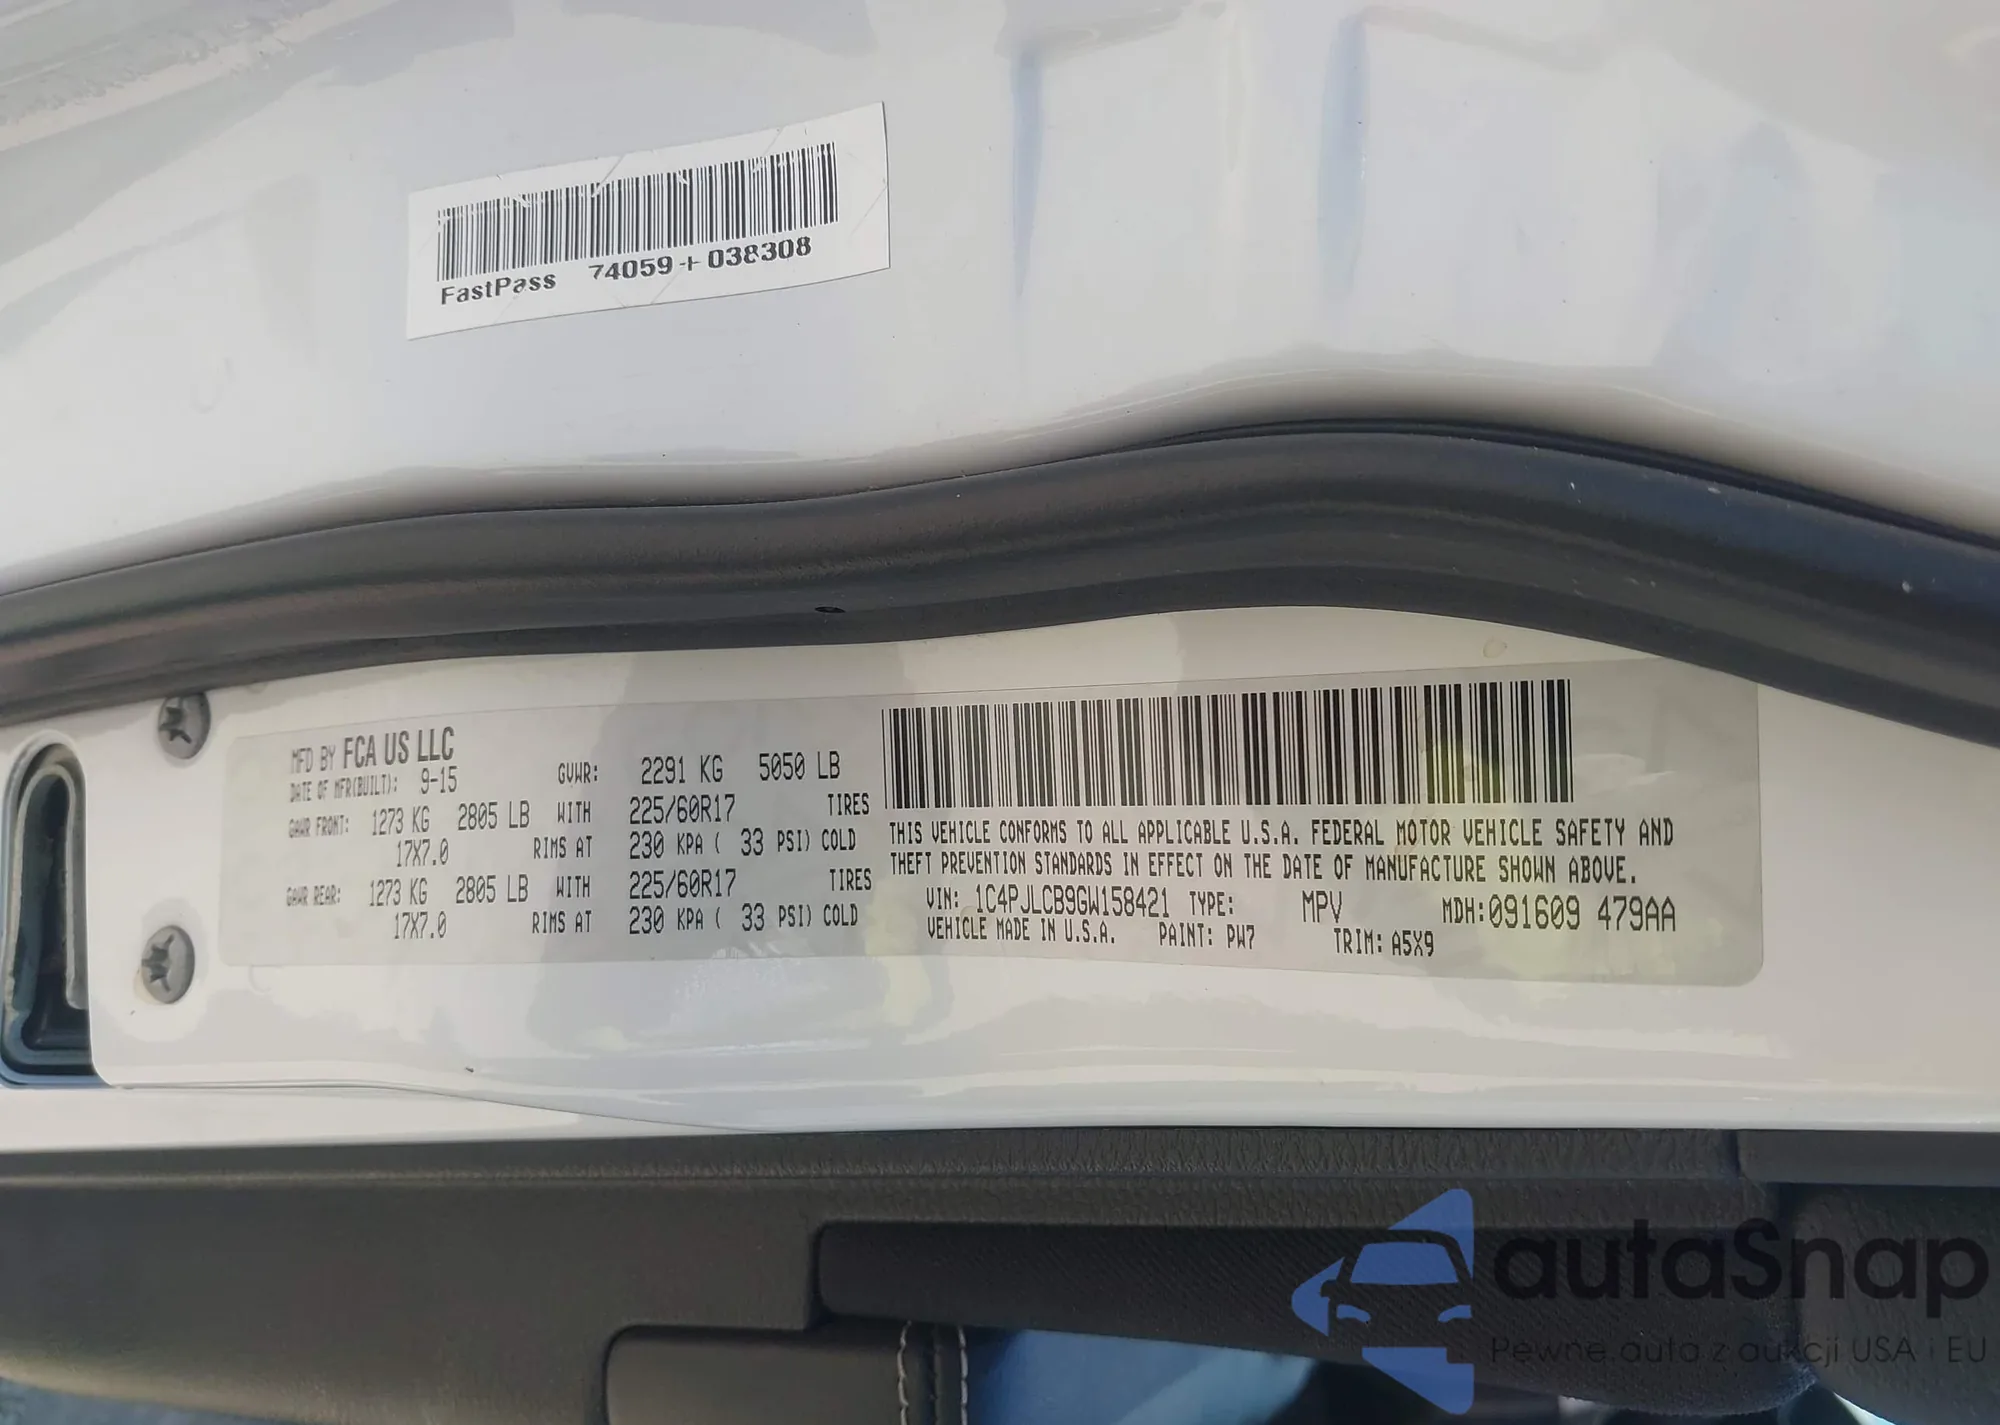 FastPass 74059+038308
MFD BY FCA US LLC
DATE OF MFR(BUILT): 9-15 GVWR: 2291 KG 5050 LB
GAWR FRONT: 1273 KG 2805 LB WITH 225/60R17 TIRES
17X7.0 RIMS AT 230 KPA ( 33 PSI) COLD
GAWR REAR: 1273 KG 2805 LB WITH 225/60R17 TIRES
17X7.0 RIMS AT 230 KPA ( 33 PSI) COLD
THIS VEHICLE CONFORMS TO ALL APPLICABLE U.S.A. FEDERAL MOTOR VEHICLE SAFETY AND
THEFT PREVENTION STANDARDS IN EFFECT ON THE DATE OF MANUFACTURE SHOWN ABOVE.
VIN: 1C4PJLCB9GW158421 TYPE: MPV MDH:091609 479AA
VEHICLE MADE IN U.S.A. PAINT: PW7 TRIM: A5X9
autaSnap
Pewne auta z aukcji USA i EU